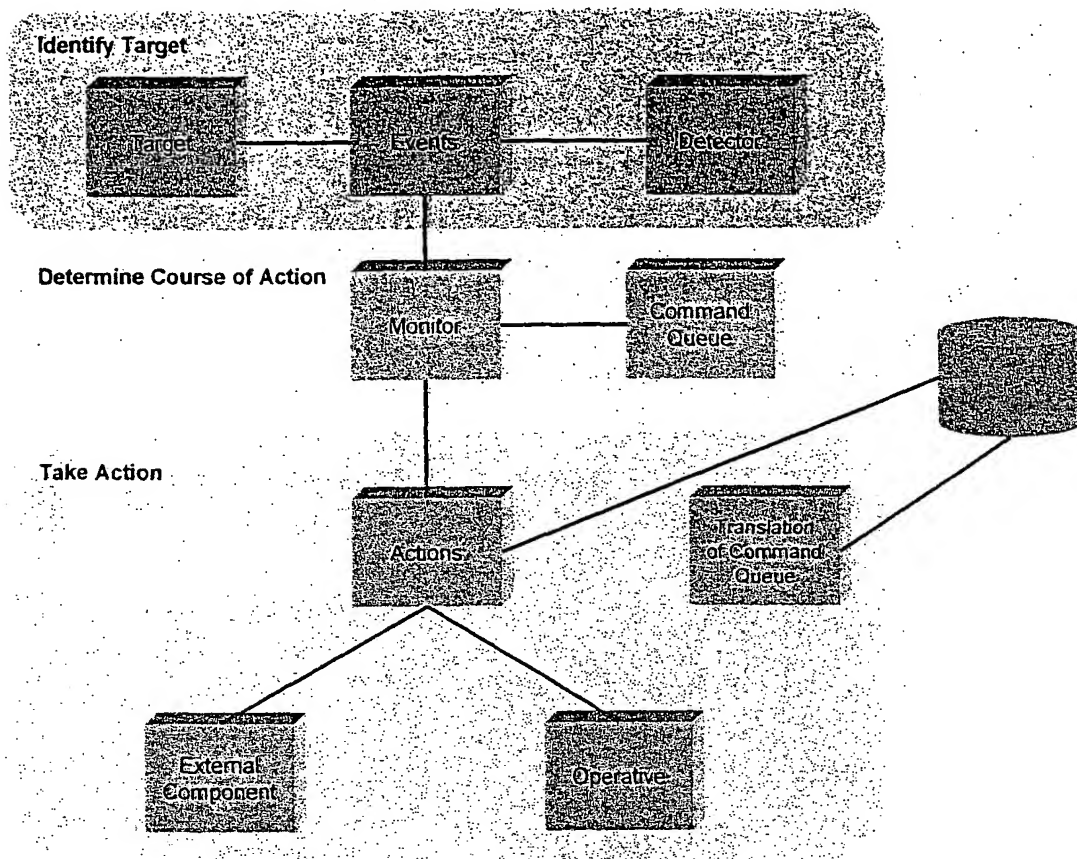 Identify Target
Target
Events
Detector
Determine Course of Action
Monitor
Command
Queue
Take Action
Actions
Translation
of Command
Queue
External
Component
Operative